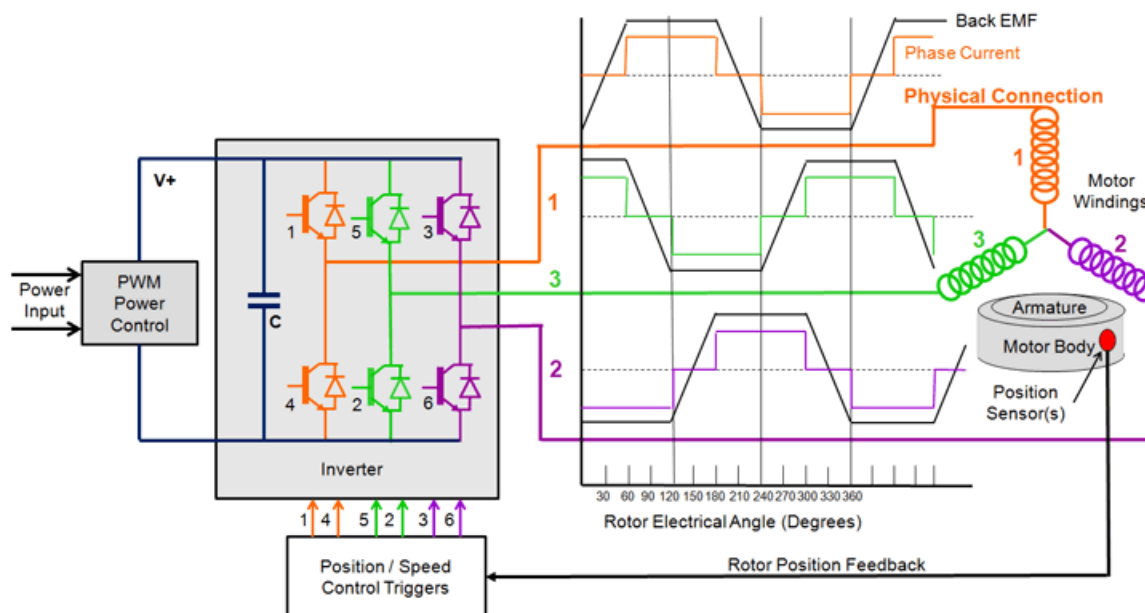 Back EMF
Phase Current
Physical Connection
V+
1
5
3
1
1
Motor
Windings
3
2
PWM
Power
Control
Power
Input
C
3
Armature
Motor Body
4
2
6
2
Position
Sensor(s)
Inverter
30 60 90 120 180 210 240 270 300 330 360
Rotor Electrical Angle (Degrees)
1 4 5 2 3 6
Position / Speed
Control Triggers
Rotor Position Feedback